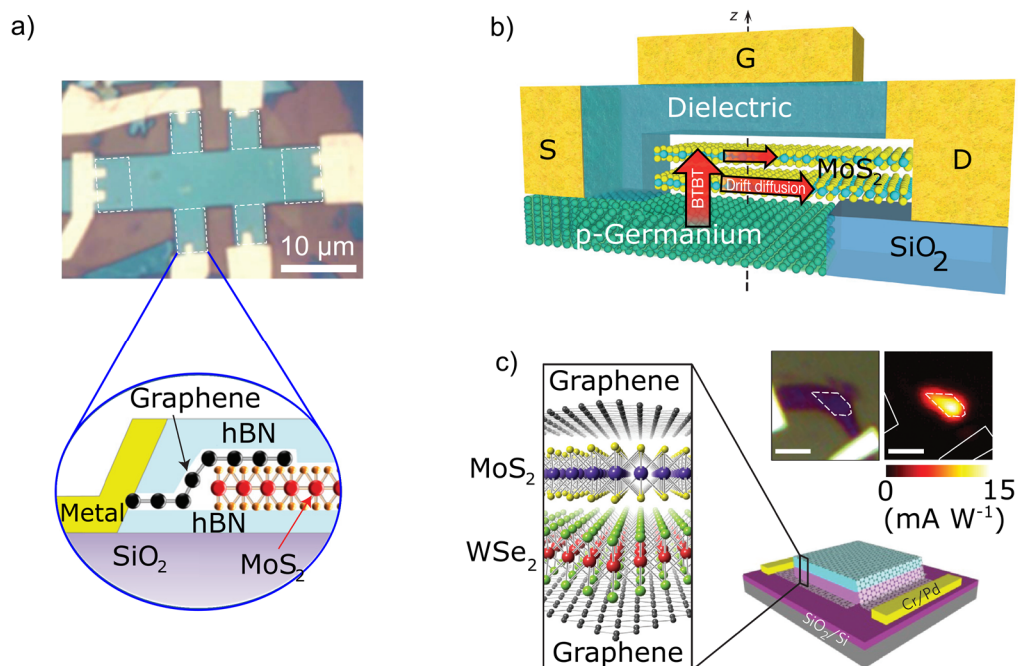 a)
10 µm
Graphene
hBN
Metal
hBN
SiO₂
MoS₂
b)
z
G
Dielectric
S
MoS₂
D
BTBT
Drift diffusion
p-Germanium
SiO₂
c)
Graphene
MoS₂
WSe₂
Graphene
0 15
(mA W⁻¹)
Cr/Pd
SiO₂/Si